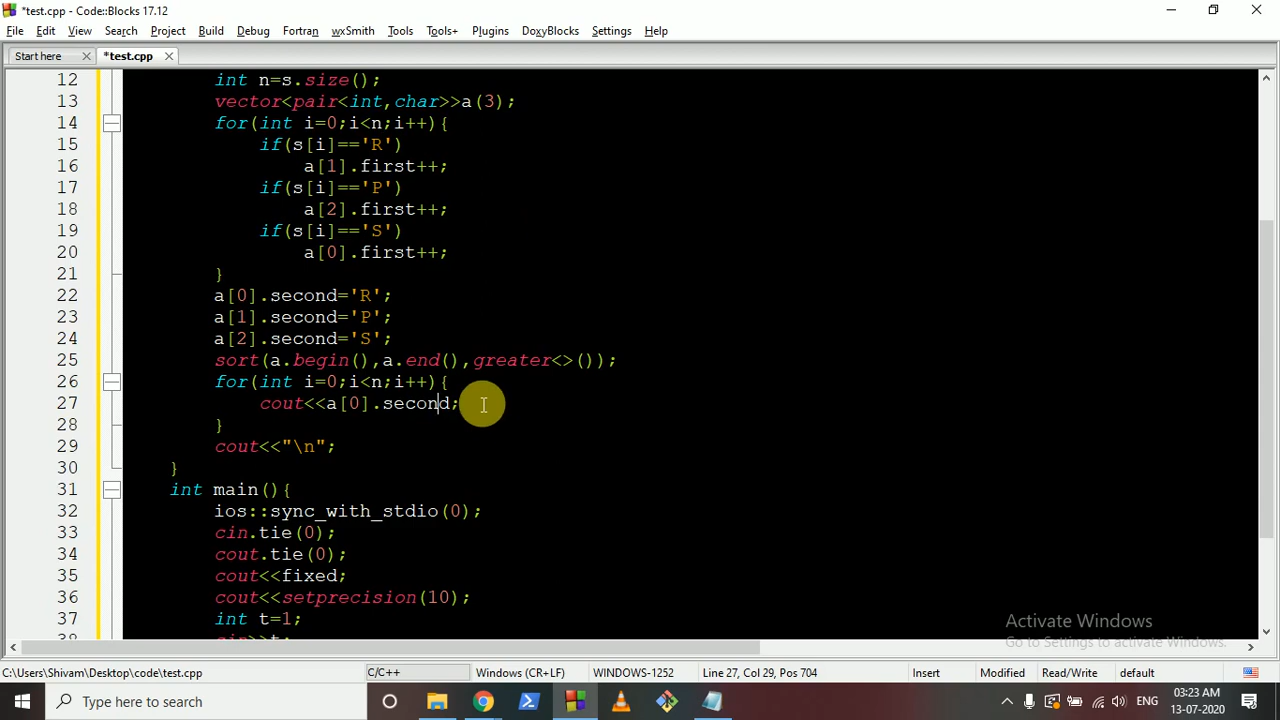 *test.cpp - Code::Blocks 17.12
File Edit View Search Project Build Debug Fortran wxSmith Tools Tools+ Plugins DoxyBlocks Settings Help
Start here *test.cpp
12 int n=s.size();
13 vector<pair<int,char>>a(3);
14 for(int i=0;i<n;i++){
15 if(s[i]=='R')
16 a[1].first++;
17 if(s[i]=='P')
18 a[2].first++;
19 if(s[i]=='S')
20 a[0].first++;
21 }
22 a[0].second='R';
23 a[1].second='P';
24 a[2].second='S';
25 sort(a.begin(),a.end(),greater<>());
26 for(int i=0;i<n;i++){
27 cout<<a[0].second;
28 }
29 cout<<"\n";
30 }
31 int main(){
32 ios::sync_with_stdio(0);
33 cin.tie(0);
34 cout.tie(0);
35 cout<<fixed;
36 cout<<setprecision(10);
37 int t=1;
38 cin>>t;
Activate Windows
Go to Settings to activate Windows.
C:\Users\Shivam\Desktop\code\test.cpp C/C++ Windows (CR+LF) WINDOWS-1252 Line 27, Col 29, Pos 704 Insert Modified Read/Write default
Type here to search
ENG
03:23 AM
13-07-2020